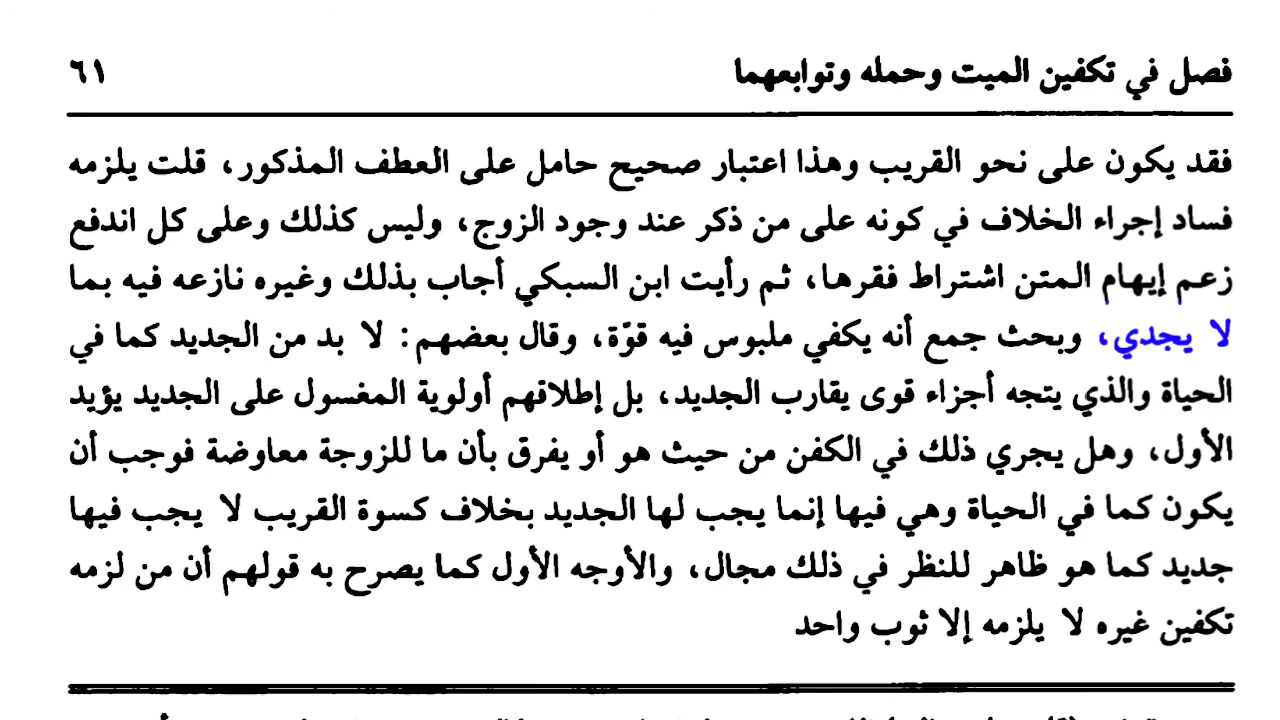 فصل في تكفين الميت وحمله وتوابعهما ٦١
فقد يكون على نحو القريب وهذا اعتبار صحيح حامل على العطف المذكور، قلت يلزمه
فساد إجراء الخلاف في كونه على من ذكر عند وجود الزوج، وليس كذلك وعلى كل اندفع
زعم إيهام المتن اشتراط فقرها، ثم رأيت ابن السبكي أجاب بذلك وغيره نازعه فيه بما
لا يجدي، وبحث جمع أنه يكفي ملبوس فيه قوّة، وقال بعضهم: لا بد من الجديد كما في
الحياة والذي يتجه أجزاء قوى يقارب الجديد، بل إطلاقهم أولوية المغسول على الجديد يؤيد
الأول، وهل يجري ذلك في الكفن من حيث هو أو يفرق بأن ما للزوجة معاوضة فوجب أن
يكون كما في الحياة وهي فيها إنما يجب لها الجديد بخلاف كسوة القريب لا يجب فيها
جديد كما هو ظاهر للنظر في ذلك مجال، والأوجه الأول كما يصرح به قولهم أن من لزمه
تكفين غيره لا يلزمه إلا ثوب واحد